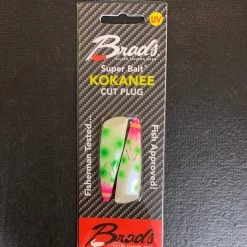 UV
Brad's
Super Bait®
KOKANEE
CUT PLUG
Fisherman Tested...
Fish Approved!
Brad's